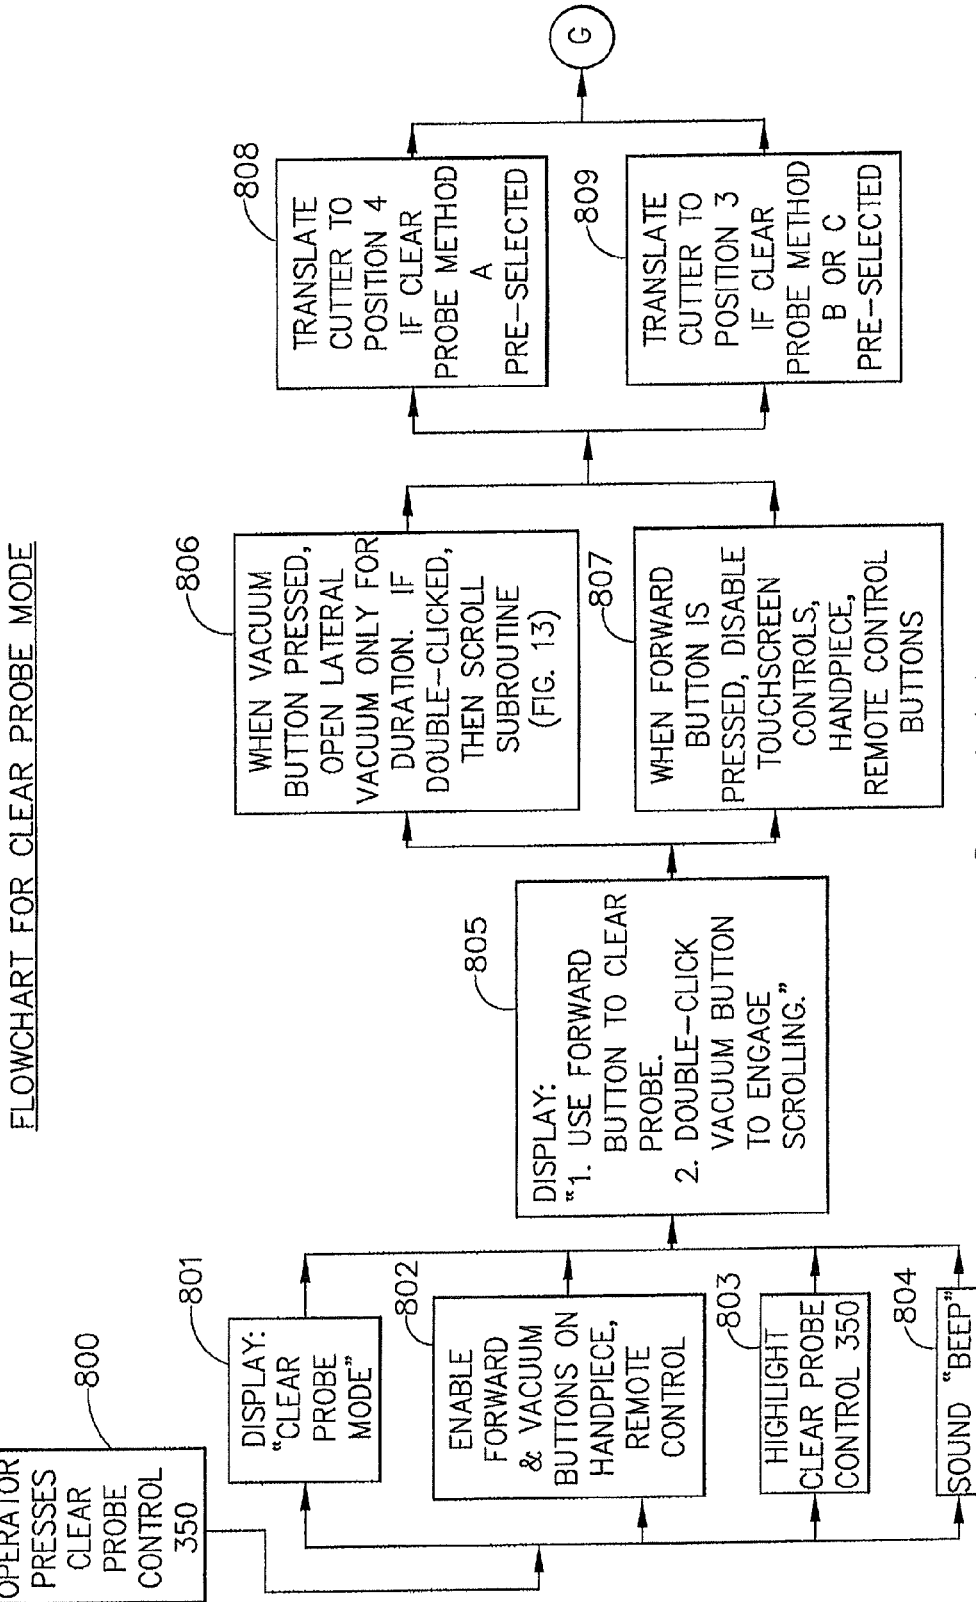 FLOWCHART FOR CLEAR PROBE MODE
800
OPERATOR
PRESSES
CLEAR
PROBE
CONTROL
350
801
DISPLAY:
"CLEAR
PROBE
MODE"
802
ENABLE
FORWARD
& VACUUM
BUTTONS ON
HANDPIECE,
REMOTE
CONTROL
803
HIGHLIGHT
CLEAR PROBE
CONTROL 350
804
SOUND "BEEP"
805
DISPLAY:
"1. USE FORWARD
BUTTON TO CLEAR
PROBE.
2. DOUBLE-CLICK
VACUUM BUTTON
TO ENGAGE
SCROLLING."
806
WHEN VACUUM
BUTTON PRESSED,
OPEN LATERAL
VACUUM ONLY FOR
DURATION. IF
DOUBLE-CLICKED,
THEN SCROLL
SUBROUTINE
(FIG. 13)
807
WHEN FORWARD
BUTTON IS
PRESSED, DISABLE
TOUCHSCREEN
CONTROLS,
HANDPIECE,
REMOTE CONTROL
BUTTONS
808
TRANSLATE
CUTTER TO
POSITION 4
IF CLEAR
PROBE METHOD
A
PRE-SELECTED
809
TRANSLATE
CUTTER TO
POSITION 3
IF CLEAR
PROBE METHOD
B OR C
PRE-SELECTED
G